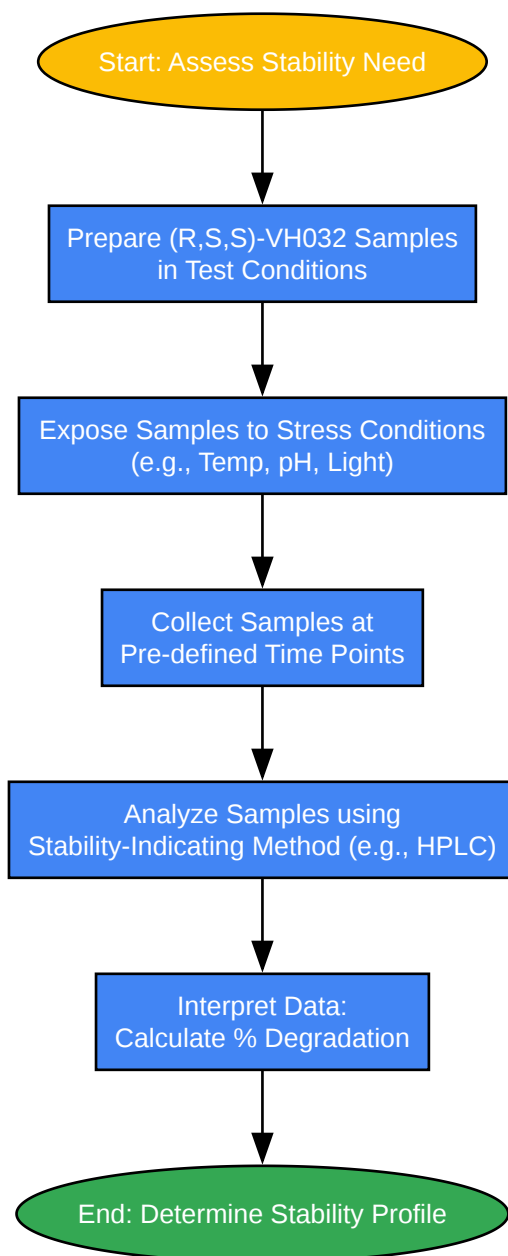 Start: Assess Stability Need
Prepare (R,S,S)-VH032 Samples
in Test Conditions
Expose Samples to Stress Conditions
(e.g., Temp, pH, Light)
Collect Samples at
Pre-defined Time Points
Analyze Samples using
Stability-Indicating Method (e.g., HPLC)
Interpret Data:
Calculate % Degradation
End: Determine Stability Profile